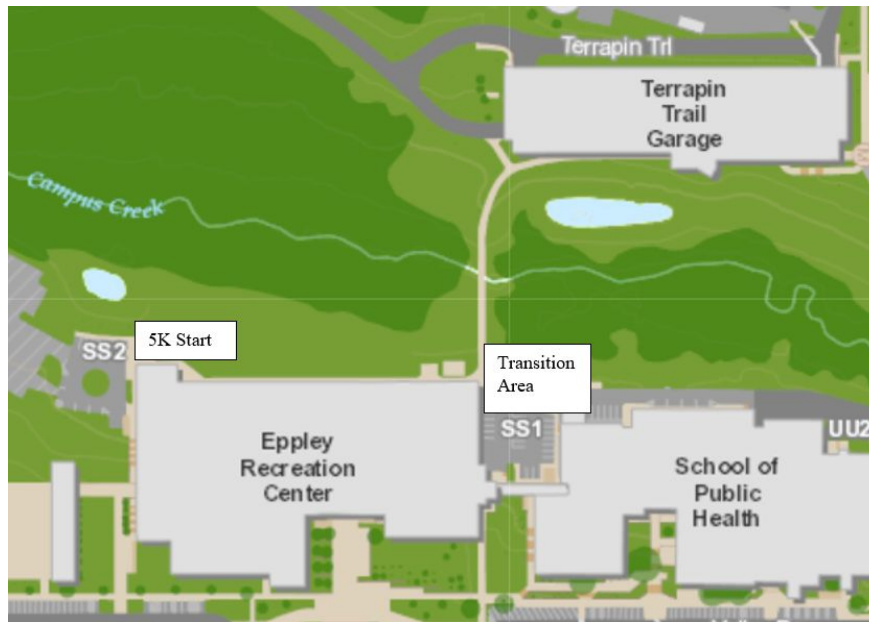 Terrapin Trl
Terrapin
Trail
Garage
Campus Creek
5K Start
SS2
Transition
Area
SS1
UU2
Eppley
Recreation
Center
School of
Public
Health